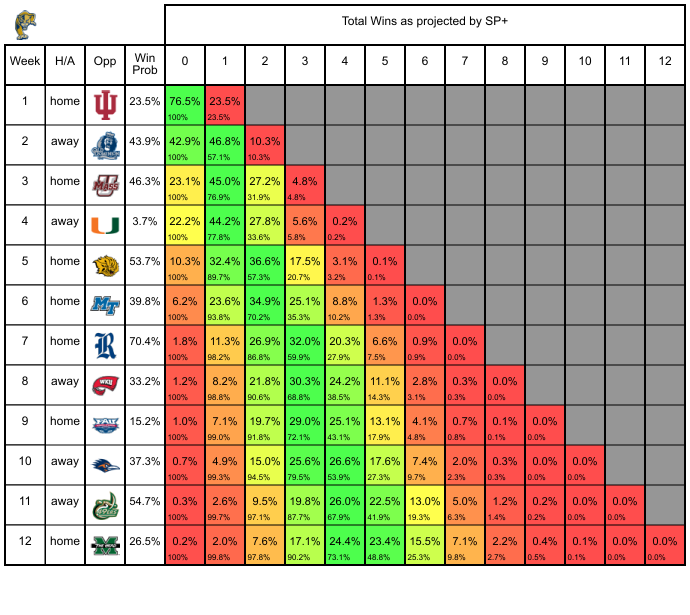 Total Wins as projected by SP+
Week H/A Opp Win Prob 0 1 2 3 4 5 6 7 8 9 10 11 12
1 home 23.5% 76.5% 23.5%
100% 23.5%
2 away 43.9% 42.9% 46.8% 10.3%
100% 57.1% 10.3%
3 home 46.3% 23.1% 45.0% 27.2% 4.8%
100% 76.9% 31.9% 4.8%
4 away 3.7% 22.2% 44.2% 27.8% 5.6% 0.2%
100% 77.8% 33.6% 5.8% 0.2%
5 home 53.7% 10.3% 32.4% 36.6% 17.5% 3.1% 0.1%
100% 89.7% 57.3% 20.7% 3.2% 0.1%
6 home 39.8% 6.2% 23.6% 34.9% 25.1% 8.8% 1.3% 0.0%
100% 93.8% 70.2% 35.3% 10.2% 1.3% 0.0%
7 home 70.4% 1.8% 11.3% 26.9% 32.0% 20.3% 6.6% 0.9% 0.0%
100% 98.2% 86.8% 59.9% 27.9% 7.5% 0.9% 0.0%
8 away 33.2% 1.2% 8.2% 21.8% 30.3% 24.2% 11.1% 2.8% 0.3% 0.0%
100% 98.8% 90.6% 68.8% 38.5% 14.3% 3.1% 0.3% 0.0%
9 home 15.2% 1.0% 7.1% 19.7% 29.0% 25.1% 13.1% 4.1% 0.7% 0.1% 0.0%
100% 99.0% 91.8% 72.1% 43.1% 17.9% 4.8% 0.8% 0.1% 0.0%
10 away 37.3% 0.7% 4.9% 15.0% 25.6% 26.6% 17.6% 7.4% 2.0% 0.3% 0.0% 0.0%
100% 99.3% 94.5% 79.5% 53.9% 27.3% 9.7% 2.3% 0.3% 0.0% 0.0%
11 away 54.7% 0.3% 2.6% 9.5% 19.8% 26.0% 22.5% 13.0% 5.0% 1.2% 0.2% 0.0% 0.0%
100% 99.7% 97.1% 87.7% 67.9% 41.9% 19.3% 6.3% 1.4% 0.2% 0.0% 0.0%
12 home 26.5% 0.2% 2.0% 7.6% 17.1% 24.4% 23.4% 15.5% 7.1% 2.2% 0.4% 0.0% 0.0% 0.0%
100% 99.8% 97.8% 90.2% 73.1% 48.8% 25.3% 9.8% 2.7% 0.5% 0.1% 0.0% 0.0%